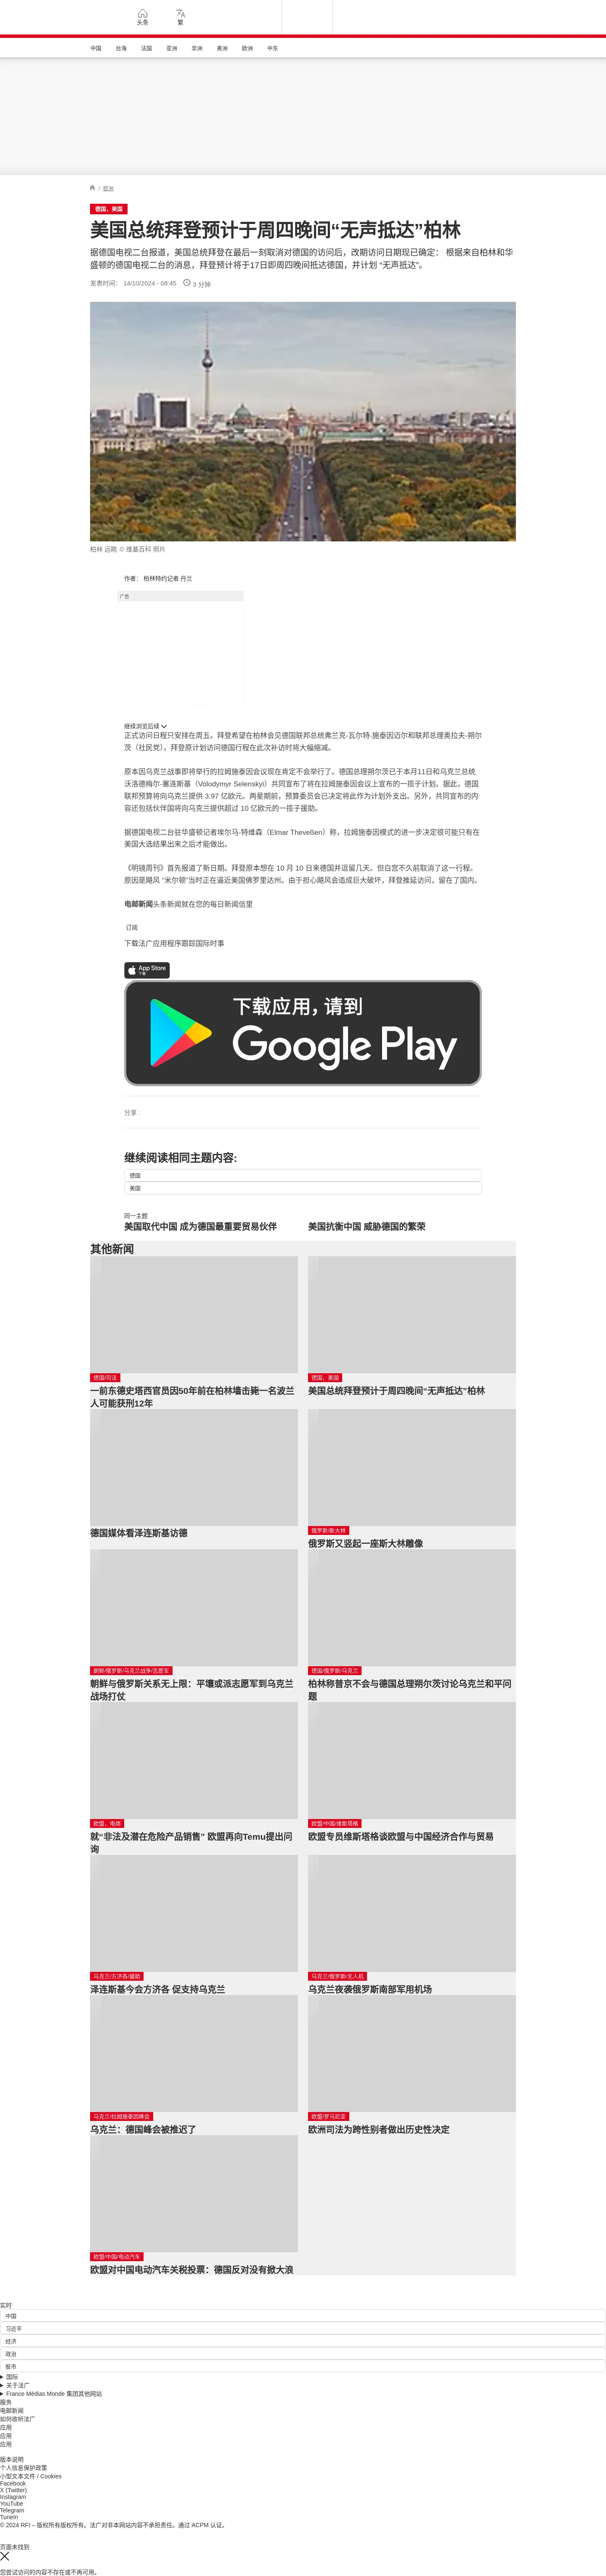 头条
繁
中国 台海 法国 亚洲 非洲 美洲 欧洲 中东
/ 欧洲
德国，美国
美国总统拜登预计于周四晚间“无声抵达”柏林
据德国电视二台报道，美国总统拜登在最后一刻取消对德国的访问后，改期访问日期现已确定： 根据来自柏林和华
盛顿的德国电视二台的消息，拜登预计将于17日即周四晚间抵达德国，并计划 “无声抵达”。
发表时间： 14/10/2024 - 08:45 3 分钟
柏林 远眺 © 维基百科 照片
作者： 柏林特约记者 丹兰
广告
继续浏览后续
正式访问日程只安排在周五。拜登希望在柏林会见德国联邦总统弗兰克-瓦尔特-施泰因迈尔和联邦总理奥拉夫-朔尔
茨（社民党）。拜登原计划访问德国行程在此次补访时将大幅缩减。
原本因乌克兰战事即将举行的拉姆施泰因会议现在肯定不会举行了。德国总理朔尔茨已于本月11日和乌克兰总统
沃洛德梅尔-塞连斯基（Volodymyr Selenskyi）共同宣布了将在拉姆施泰因会议上宣布的一揽子计划。据此，德国
联邦预算将向乌克兰提供 3.97 亿欧元。两星期前，预算委员会已决定将此作为计划外支出。另外，共同宣布的内
容还包括伙伴国将向乌克兰提供超过 10 亿欧元的一揽子援助。
据德国电视二台驻华盛顿记者埃尔马-特维森（Elmar Theveßen）称，拉姆施泰因模式的进一步决定很可能只有在
美国大选结果出来之后才能做出。
《明镜周刊》首先报道了新日期。拜登原本想在 10 月 10 日来德国并逗留几天。但白宫不久前取消了这一行程。
原因是飓风 “米尔顿”当时正在逼近美国佛罗里达州。由于担心飓风会造成巨大破坏，拜登推延访问，留在了国内。
电邮新闻头条新闻就在您的每日新闻信里
订阅
下载法广应用程序跟踪国际时事
App Store
下载
下载应用，请到
Google Play
分享 :
继续阅读相同主题内容:
德国
美国
同一主题
美国取代中国 成为德国最重要贸易伙伴
美国抗衡中国 威胁德国的繁荣
其他新闻
德国/司法
一前东德史塔西官员因50年前在柏林墙击毙一名波兰
人可能获刑12年
德国，美国
美国总统拜登预计于周四晚间“无声抵达”柏林
德国媒体看泽连斯基访德
俄罗斯/斯大林
俄罗斯又竖起一座斯大林雕像
朝鲜/俄罗斯/乌克兰战争/志愿军
朝鲜与俄罗斯关系无上限：平壤或派志愿军到乌克兰
战场打仗
德国/俄罗斯/乌克兰
柏林称普京不会与德国总理朔尔茨讨论乌克兰和平问
题
欧盟，电商
就“非法及潜在危险产品销售” 欧盟再向Temu提出问
询
欧盟/中国/维斯塔格
欧盟专员维斯塔格谈欧盟与中国经济合作与贸易
乌克兰/方济各/援助
泽连斯基今会方济各 促支持乌克兰
乌克兰/俄罗斯/无人机
乌克兰夜袭俄罗斯南部军用机场
乌克兰/拉姆施泰因峰会
乌克兰：德国峰会被推迟了
欧盟/罗马尼亚
欧洲司法为跨性别者做出历史性决定
欧盟/中国/电动汽车
欧盟对中国电动汽车关税投票：德国反对没有掀大浪
实时
中国
习近平
经济
政治
股市
国际
关于法广
France Médias Monde 集团其他网站
服务
电邮新闻
如何收听法广
应用
应用
应用
版本说明
个人信息保护政策
小型文本文件 / Cookies
Facebook
X (Twitter)
Instagram
YouTube
Telegram
TuneIn
© 2024 RFI – 版权所有版权所有。法广对非本网站内容不承担责任。通过 ACPM 认证。
页面未找到
您尝试访问的内容不存在或不再可用。